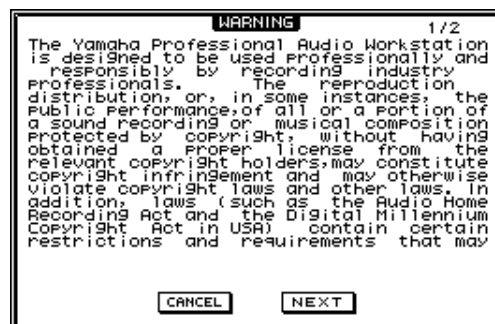 WARNING
1/2
The Yamaha Professional Audio Workstation
is designed to be used professionally and
responsibly by recording industry
professionals. The reproduction
distribution, or, in some instances, the
public performance,of all or a portion of
a sound recording or musical composition
protected by copyright, without having
obtained a proper license from the
relevant copyright holders,may constitute
copyright infringement and may otherwise
violate copyright laws and other laws. In
addition, laws (such as the Audio Home
Recording Act and the Digital Millennium
Copyright Act in USA) contain certain
restrictions and requirements that may
CANCEL NEXT